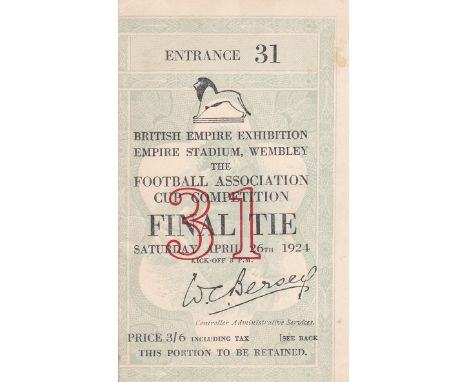 ENTRANCE 31
BRITISH EMPIRE EXHIBITION
EMPIRE STADIUM, WEMBLEY
THE
FOOTBALL ASSOCIATION
CUP COMPETITION
31
FINAL TIE
SATURDAY APRIL 26TH 1924
KICK-OFF 3 P.M.
W.C. Bersey
Controller Administrative Services.
PRICE 3/6 INCLUDING TAX [SEE BACK
THIS PORTION TO BE RETAINED.